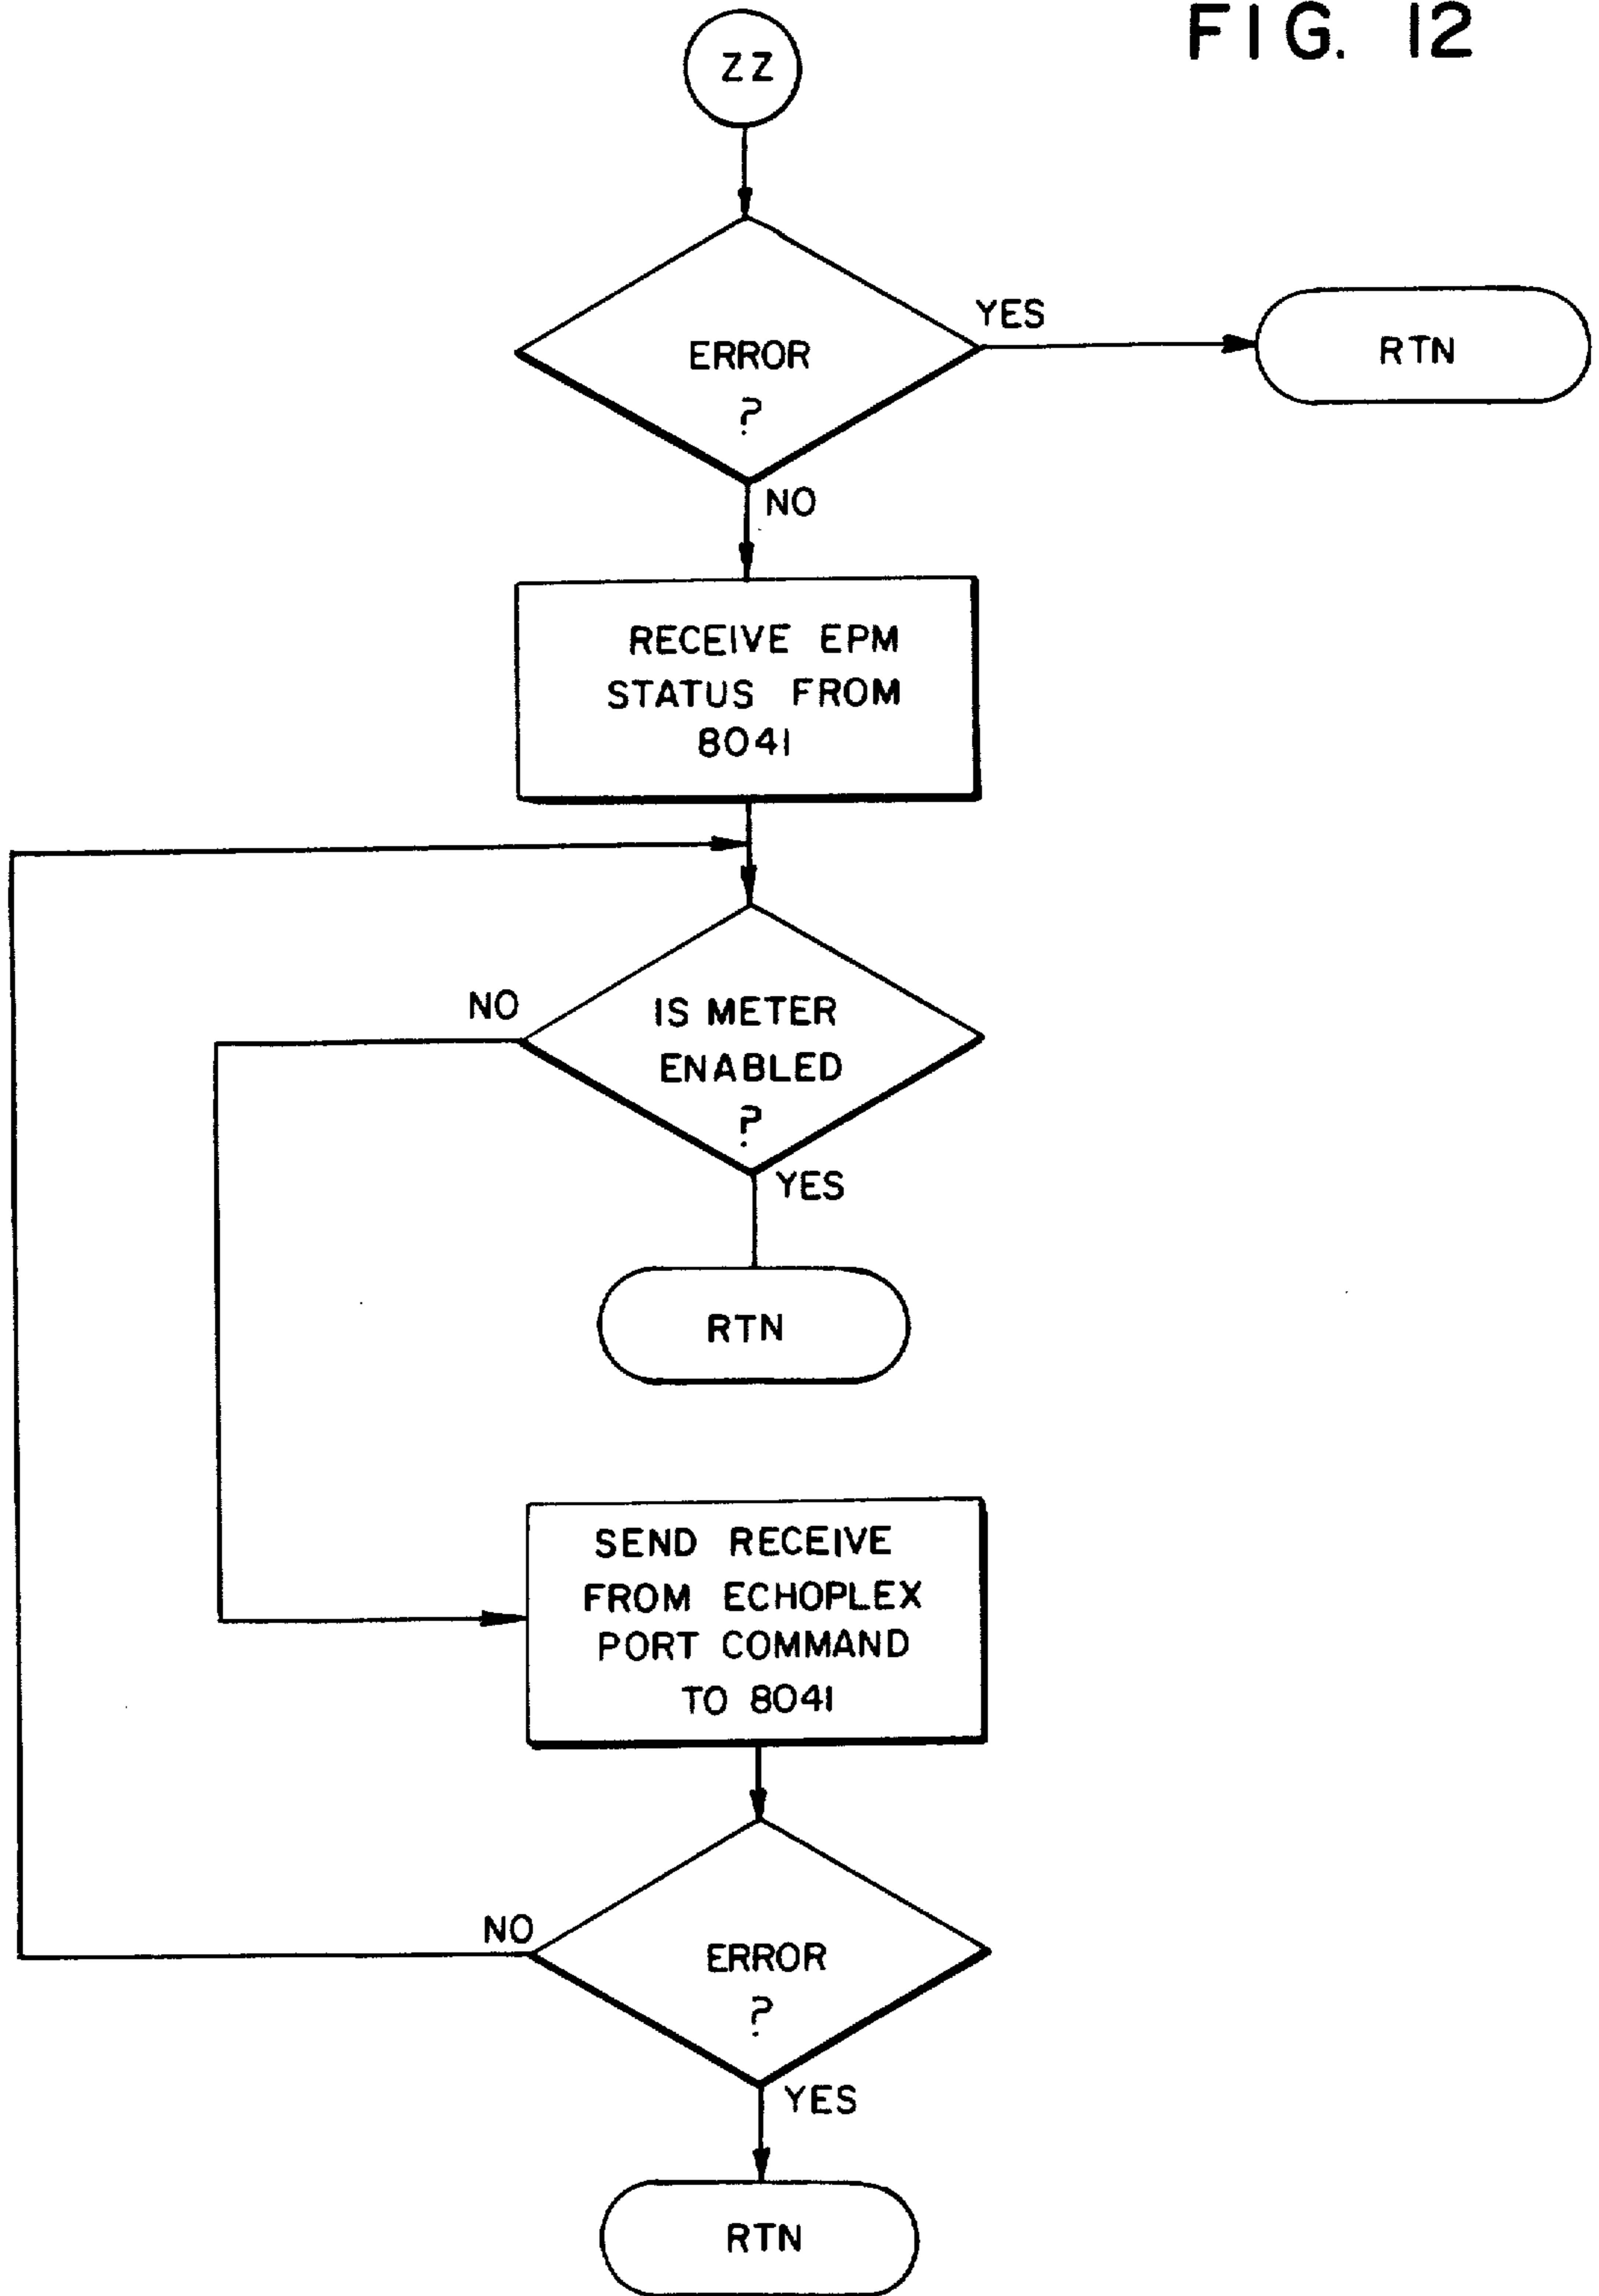 FIG. 12
ZZ
ERROR
?
YES
RTN
NO
RECEIVE EPM
STATUS FROM
8041
NO
IS METER
ENABLED
?
YES
RTN
SEND RECEIVE
FROM ECHOPLEX
PORT COMMAND
TO 8041
NO
ERROR
?
YES
RTN